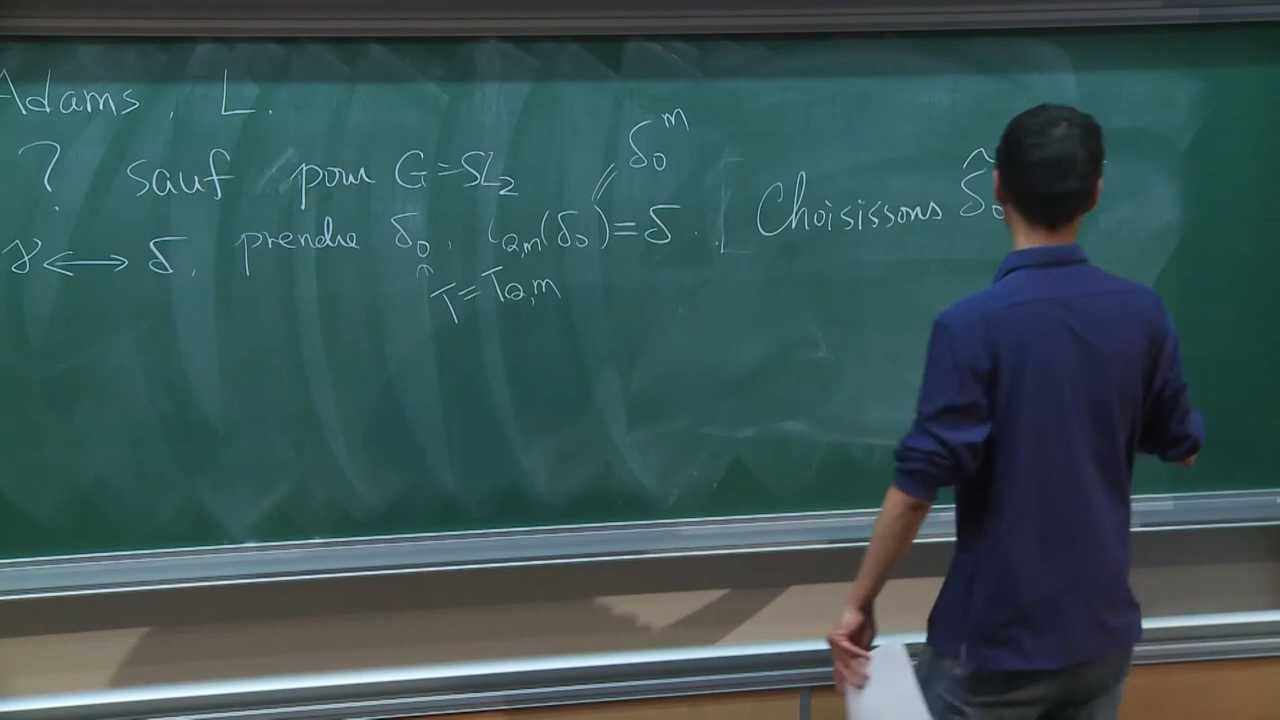 Adams, L.
? sauf pour G=SL₂
γ ⟷ δ. prendre δ₀, ι_{Q,m}(δ₀)=δ. [ Choisissons δ̃₀
δ₀^m
T=T_{Q,m}